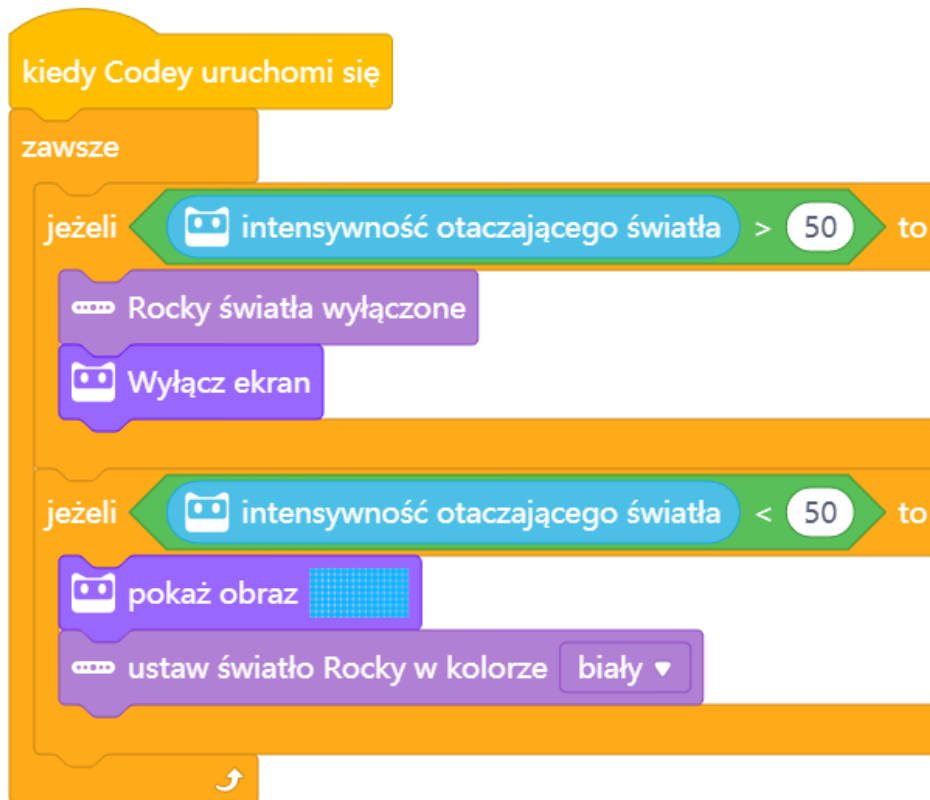 kiedy Codey uruchomi się
zawsze
jeżeli intensywność otaczającego światła > 50 to
Rocky światła wyłączone
Wyłącz ekran
jeżeli intensywność otaczającego światła < 50 to
pokaż obraz
ustaw światło Rocky w kolorze biały